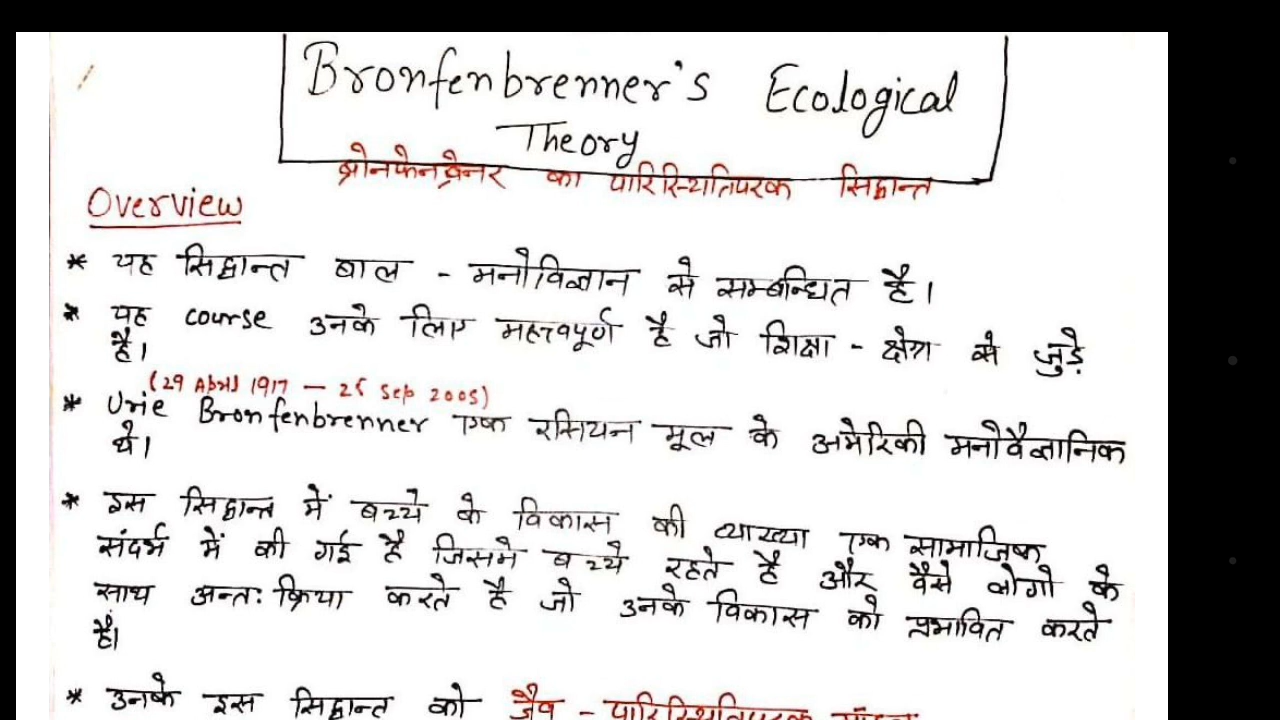 Bronfenbrenner's Ecological
Theory
ब्रोनफेनब्रेनर का पारिस्थितिपरक सिद्धान्त
Overview
* यह सिद्धान्त बाल - मनोविज्ञान से सम्बन्धित है।
* यह course उनके लिए महत्वपूर्ण है जो शिक्षा - क्षेत्र से जुड़े
है।
(29 April 1917 — 25 Sep 2005)
* Urie Bronfenbrenner एक रसियन मूल के अमेरिकी मनोवैज्ञानिक
थे।
* इस सिद्धान्त में बच्चे के विकास की व्याख्या एक सामाजिक
संदर्भ में की गई है जिसमे बच्चे रहते है और वैसे लोगो के
साथ अन्तः क्रिया करते है जो उनके विकास को प्रभावित करते
हैं।
* उनके इस सिद्धान्त को जैव - पारिस्थितिपरक